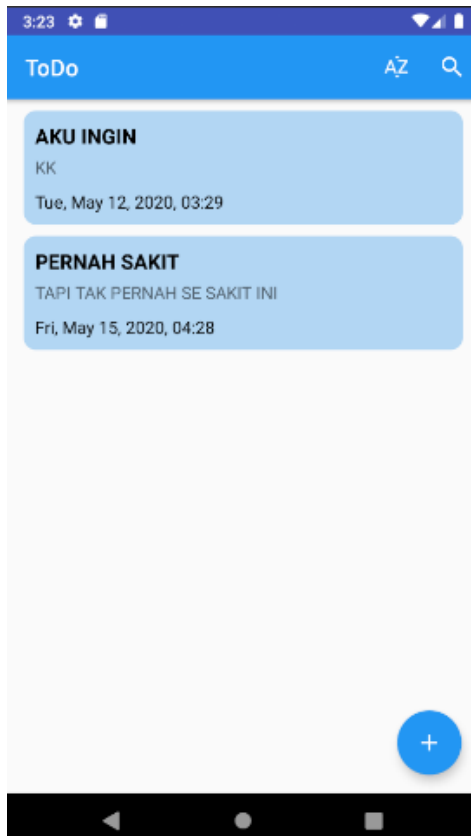 3:23
ToDo AZ
AKU INGIN
KK
Tue, May 12, 2020, 03:29
PERNAH SAKIT
TAPI TAK PERNAH SE SAKIT INI
Fri, May 15, 2020, 04:28
+